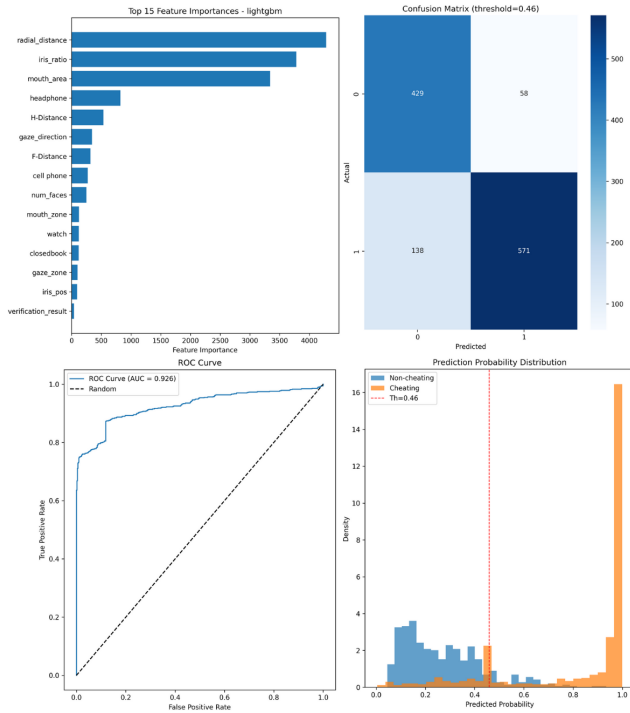 Top 15 Feature Importances - lightgbm
radial_distance
iris_ratio
mouth_area
headphone
H-Distance
gaze_direction
F-Distance
cell phone
num_faces
mouth_zone
watch
closedbook
gaze_zone
iris_pos
verification_result
0 500 1000 1500 2000 2500 3000 3500 4000
Feature Importance
Confusion Matrix (threshold=0.46)
Actual
0
1
429 58
138 571
0 1
Predicted
500
400
300
200
100
ROC Curve
ROC Curve (AUC = 0.926)
Random
True Positive Rate
1.0
0.8
0.6
0.4
0.2
0.0
0.0 0.2 0.4 0.6 0.8 1.0
False Positive Rate
Prediction Probability Distribution
Non-cheating
Cheating
Th=0.46
Density
16
14
12
10
8
6
4
2
0
0.0 0.2 0.4 0.6 0.8 1.0
Predicted Probability